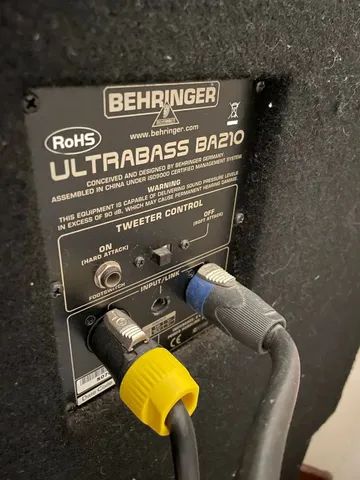 BEHRINGER
www.behringer.com
RoHS
ULTRABASS BA210
CONCEIVED AND DESIGNED BY BEHRINGER GERMANY.
ASSEMBLED IN CHINA UNDER ISO9000 CERTIFIED MANAGEMENT SYSTEM
WARNING
THIS EQUIPMENT IS CAPABLE OF DELIVERING SOUND PRESSURE LEVELS
IN EXCESS OF 90 dB, WHICH MAY CAUSE PERMANENT HEARING DAMAGE
TWEETER CONTROL
ON
(HARD ATTACK)
OFF
(SOFT ATTACK)
FOOTSWITCH
INPUT/LINK
CE